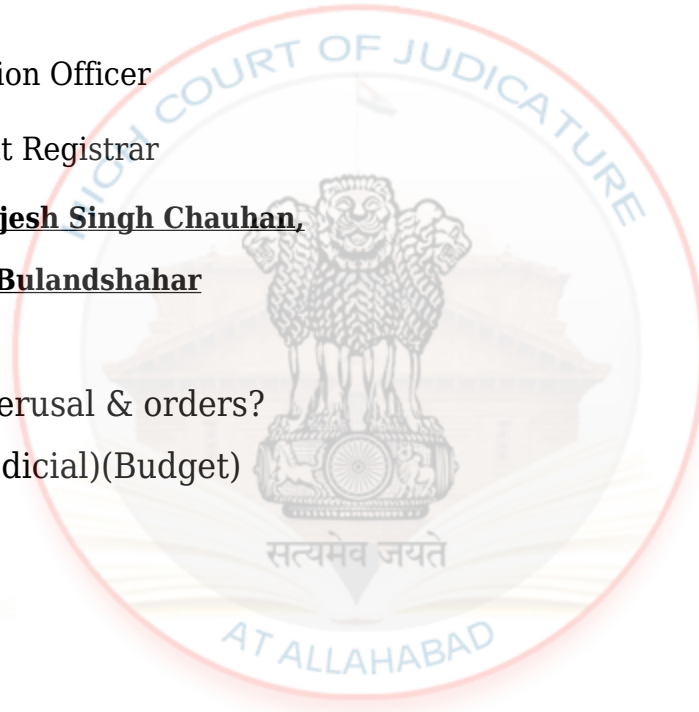 HIGH COURT OF JUDICATURE
ion Officer
t Registrar
jesh Singh Chauhan,
Bulandshahar
erusal & orders?
dicial)(Budget)
सत्यमेव जयते
AT ALLAHABAD